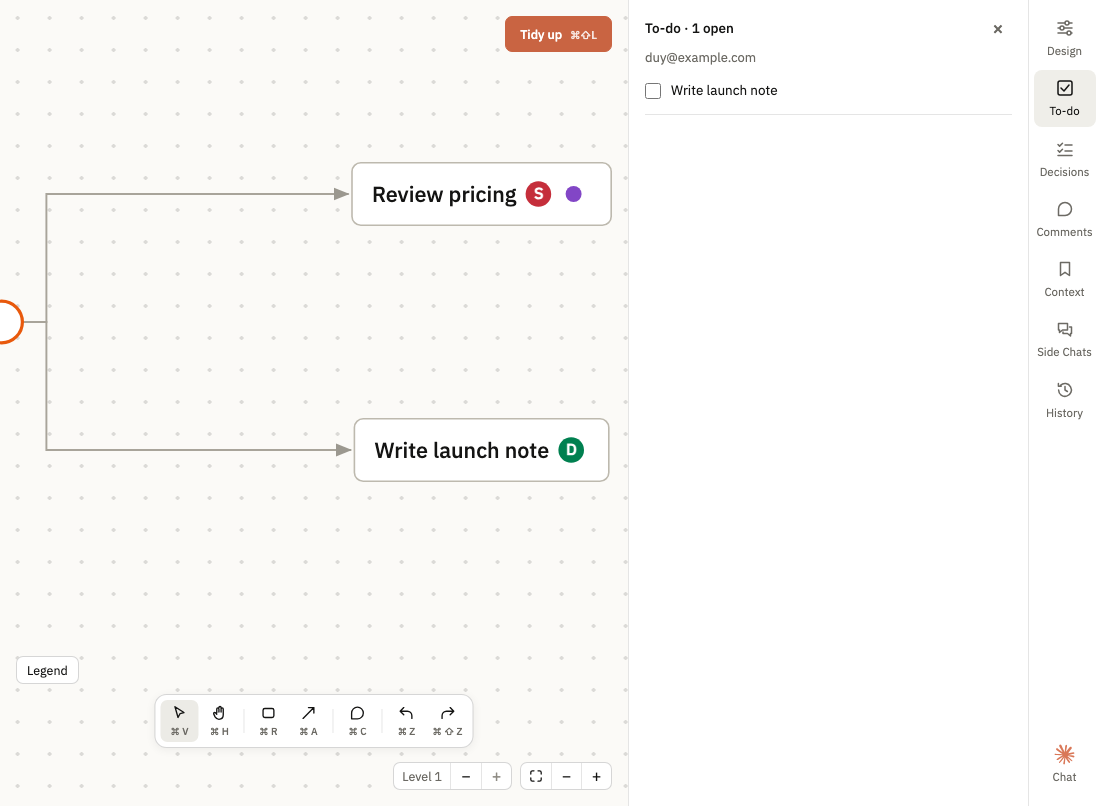 Tidy up ⌘⇧L
Review pricing S
Write launch note D
Legend
⌘ V ⌘ H ⌘ R ⌘ A ⌘ C ⌘ Z ⌘ ⇧ Z
Level 1 − + − +
To-do · 1 open ×
duy@example.com
Write launch note
Design
To-do
Decisions
Comments
Context
Side Chats
History
Chat